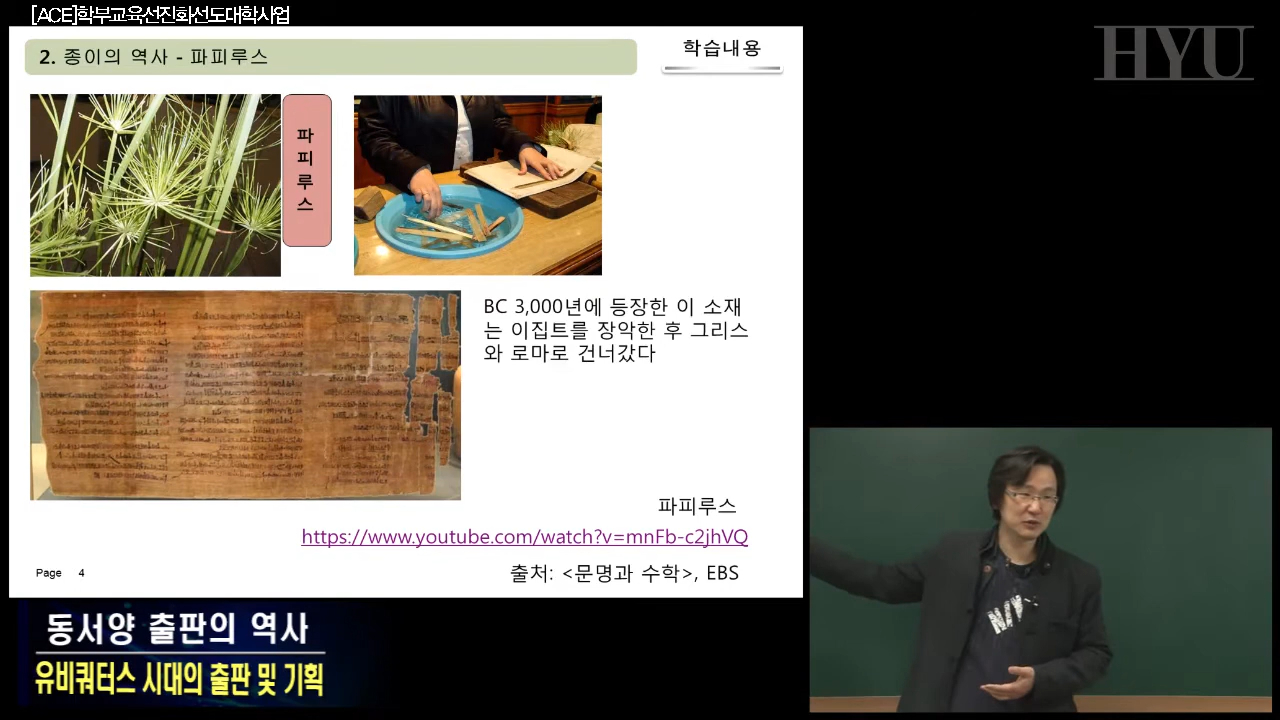 [ACE]학부교육선진화선도대학사업
2. 종이의 역사 - 파피루스
학습내용
HYU
파
피
루
스
BC 3,000년에 등장한 이 소재
는 이집트를 장악한 후 그리스
와 로마로 건너갔다
파피루스
https://www.youtube.com/watch?v=mnFb-c2jhVQ
출처: <문명과 수학>, EBS
Page 4
동서양 출판의 역사
유비쿼터스 시대의 출판 및 기획